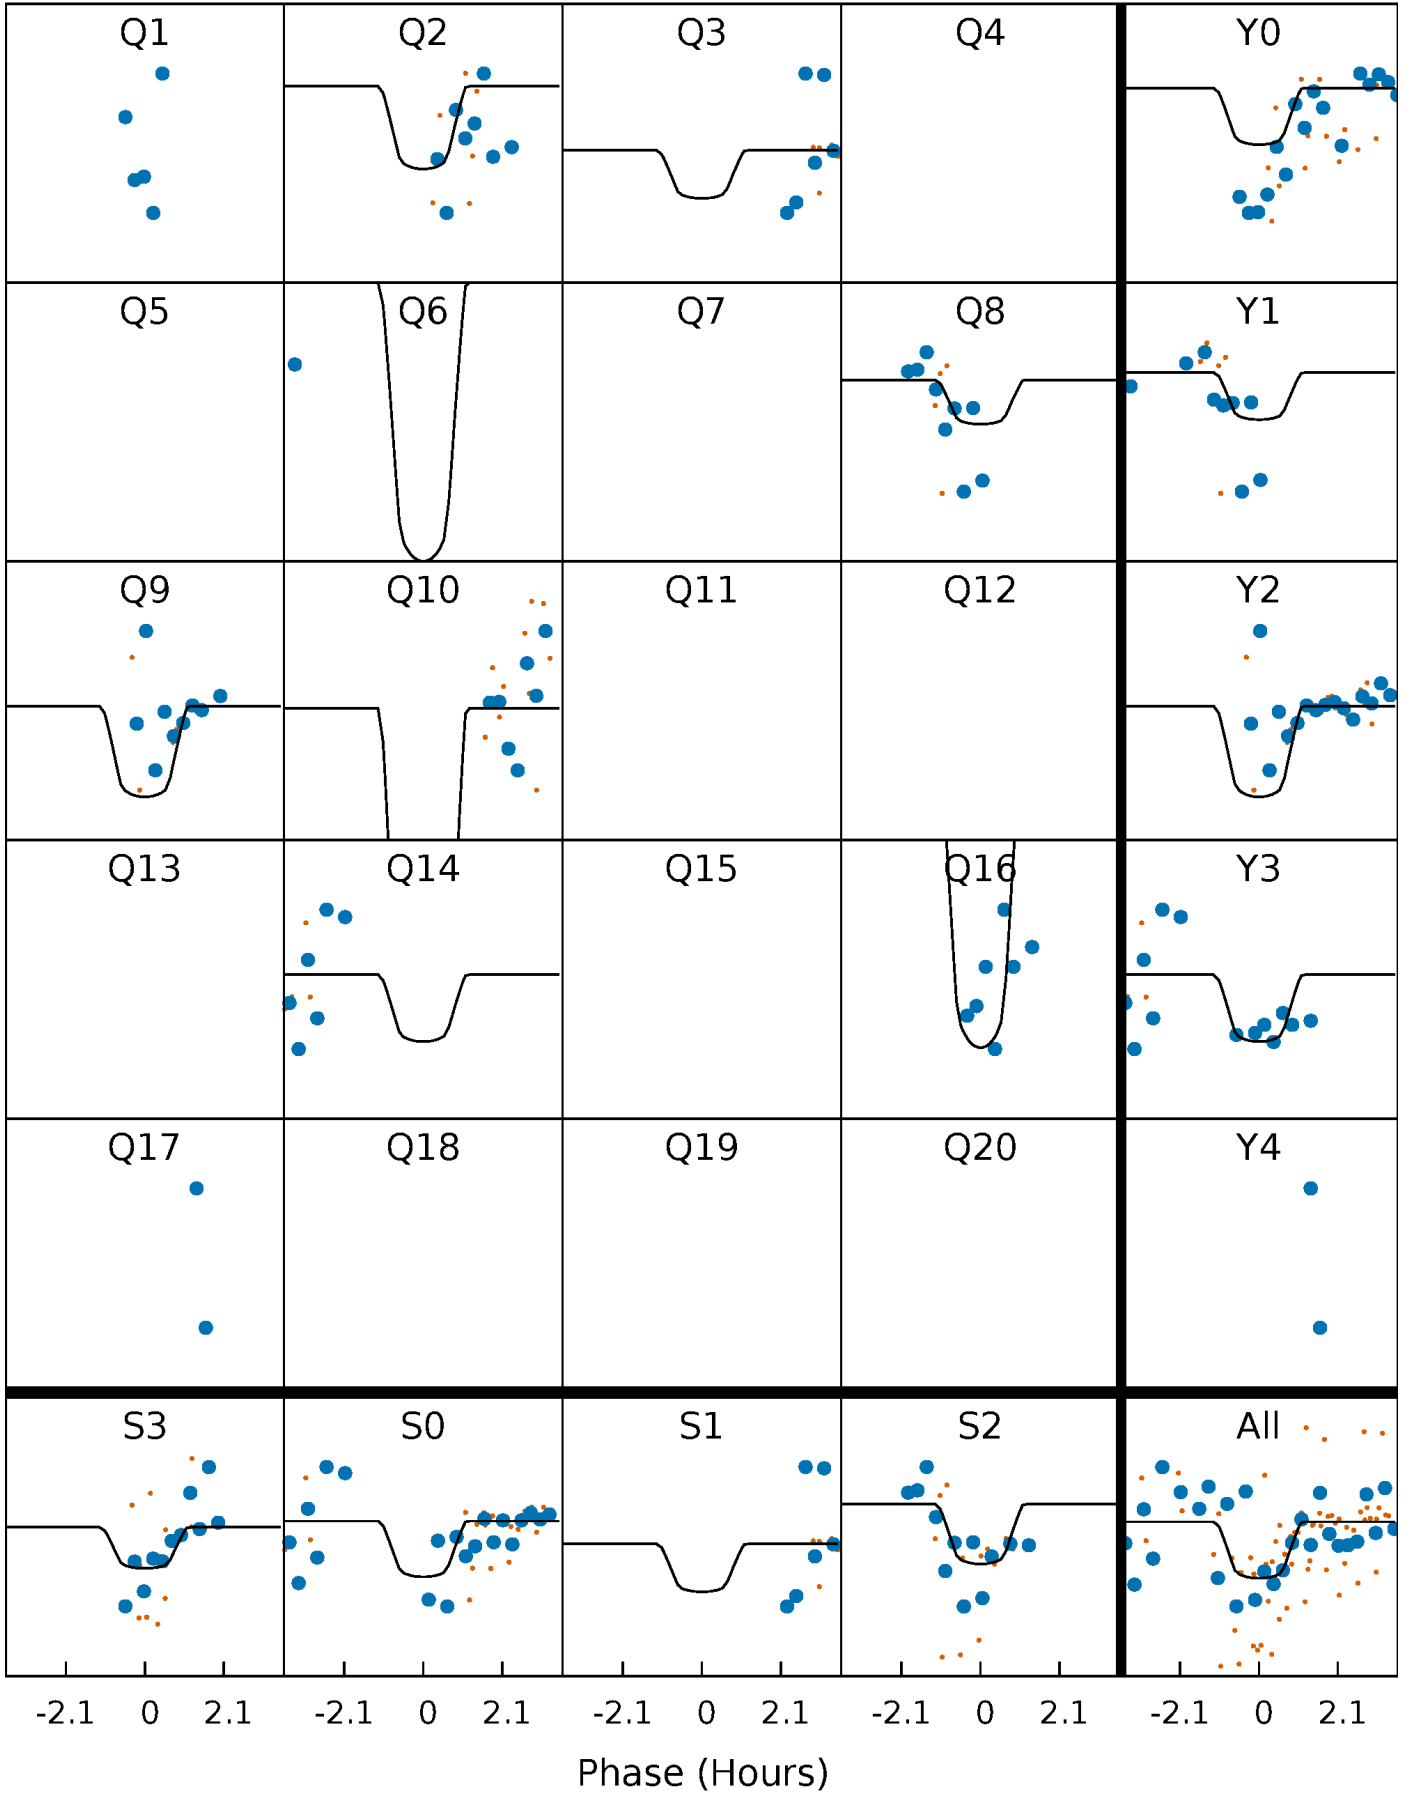 Q1 Q2 Q3 Q4 Y0
Q5 Q6 Q7 Q8 Y1
Q9 Q10 Q11 Q12 Y2
Q13 Q14 Q15 Q16 Y3
Q17 Q18 Q19 Q20 Y4
S3 S0 S1 S2 All
-2.1 0 2.1 -2.1 0 2.1 -2.1 0 2.1 -2.1 0 2.1 -2.1 0 2.1
Phase (Hours)